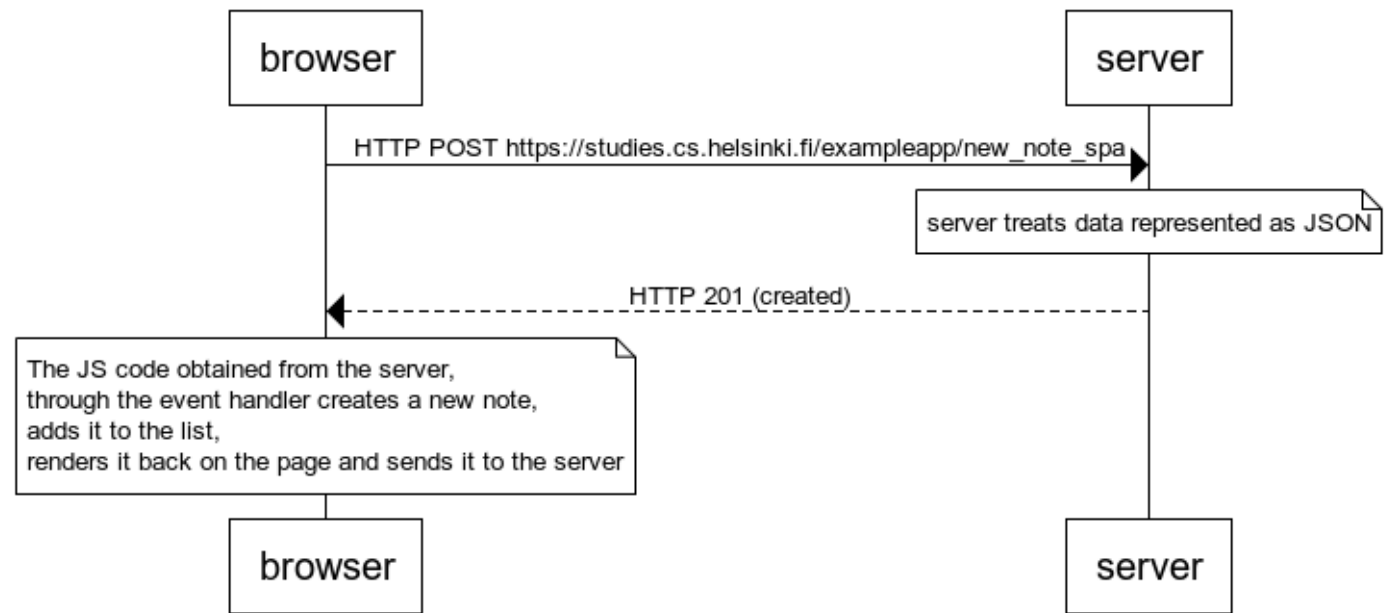 browser
server
HTTP POST https://studies.cs.helsinki.fi/exampleapp/new_note_spa
server treats data represented as JSON
HTTP 201 (created)
The JS code obtained from the server,
through the event handler creates a new note,
adds it to the list,
renders it back on the page and sends it to the server
browser
server